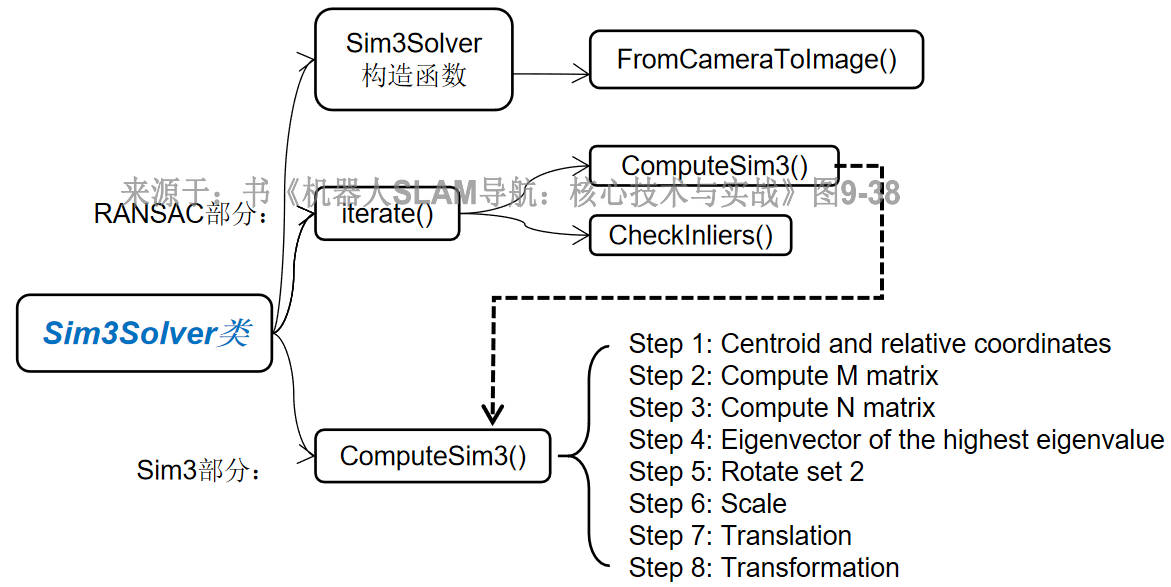 Sim3Solver
构造函数
FromCameraToImage()
ComputeSim3()
来源于：书《机器人SLAM导航：核心技术与实战》图9-38
RANSAC部分：
iterate()
CheckInliers()
Sim3Solver类
Step 1: Centroid and relative coordinates
Step 2: Compute M matrix
Step 3: Compute N matrix
Step 4: Eigenvector of the highest eigenvalue
Sim3部分：
ComputeSim3()
Step 5: Rotate set 2
Step 6: Scale
Step 7: Translation
Step 8: Transformation